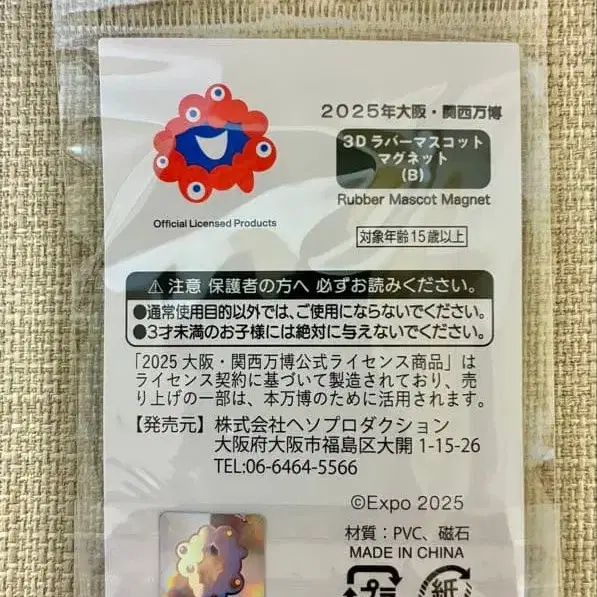 2025年大阪・関西万博
3Dラバーマスコット
マグネット
(B)
Rubber Mascot Magnet
Official Licensed Products
対象年齢15歳以上
⚠注意 保護者の方へ 必ずお読みください。
●通常使用目的以外では、ご使用にならないでください。
●3才未満のお子様には絶対に与えないでください。
「2025大阪・関西万博公式ライセンス商品」は
ライセンス契約に基づいて製造されており、売
り上げの一部は、本万博のために活用されます。
【発売元】株式会社ヘソプロダクション
大阪府大阪市福島区大開1-15-26
TEL:06-6464-5566
©Expo 2025
材質:PVC、磁石
MADE IN CHINA
プラ
紙